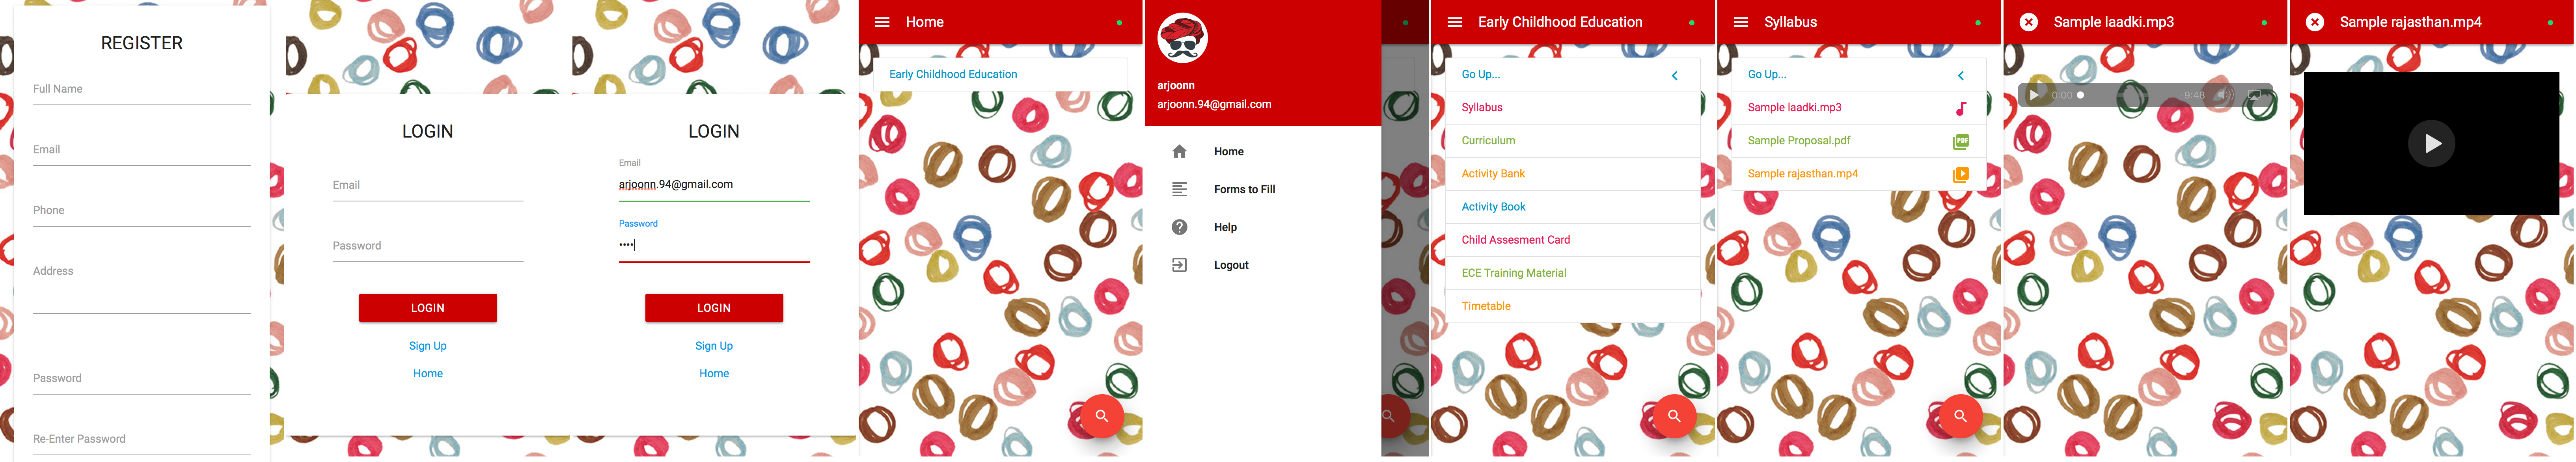 REGISTER
Full Name
Email
Phone
Address
Password
Re-Enter Password
LOGIN
Email
Password
LOGIN
Sign Up
Home
LOGIN
Email
arjoonn.94@gmail.com
Password
••••
LOGIN
Sign Up
Home
Home
Early Childhood Education
arjoonn
arjoonn.94@gmail.com
Home
Forms to Fill
Help
Logout
Early Childhood Education
Go Up...
Syllabus
Curriculum
Activity Bank
Activity Book
Child Assesment Card
ECE Training Material
Timetable
Syllabus
Go Up...
Sample laadki.mp3
Sample Proposal.pdf
PDF
Sample rajasthan.mp4
Sample laadki.mp3
0:00
-9:48
Sample rajasthan.mp4